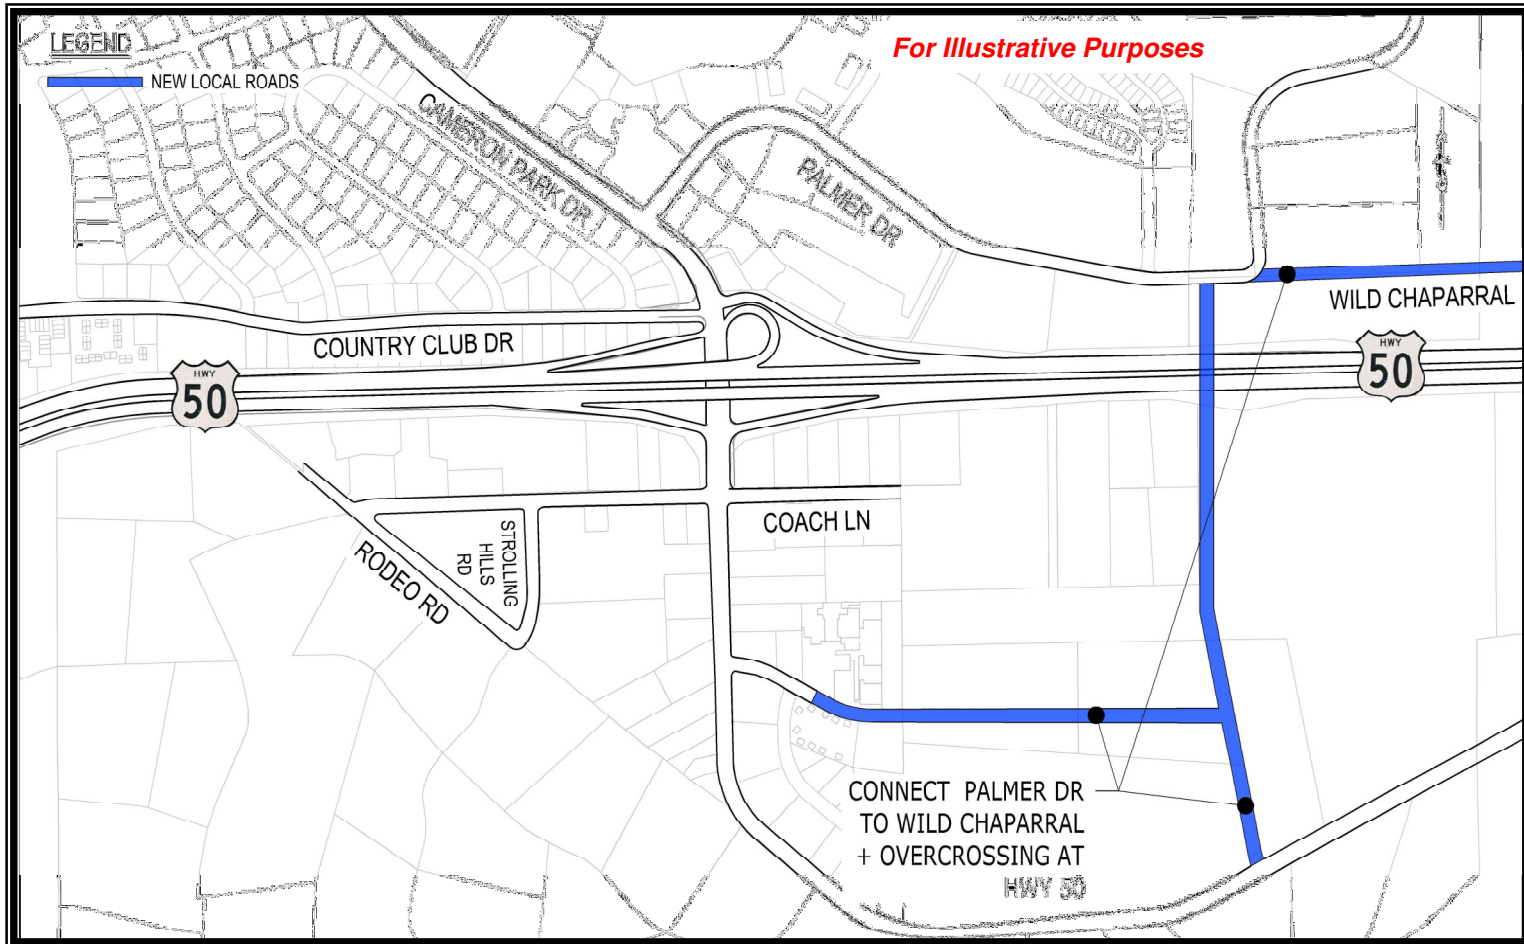 LEGEND
NEW LOCAL ROADS
For Illustrative Purposes
CAMERON PARK DR
PALMER DR
WILD CHAPARRAL
COUNTRY CLUB DR
HWY
50
HWY
50
COACH LN
STROLLING
HILLS
RD
RODEO RD
CONNECT PALMER DR
TO WILD CHAPARRAL
+ OVERCROSSING AT
HWY 50